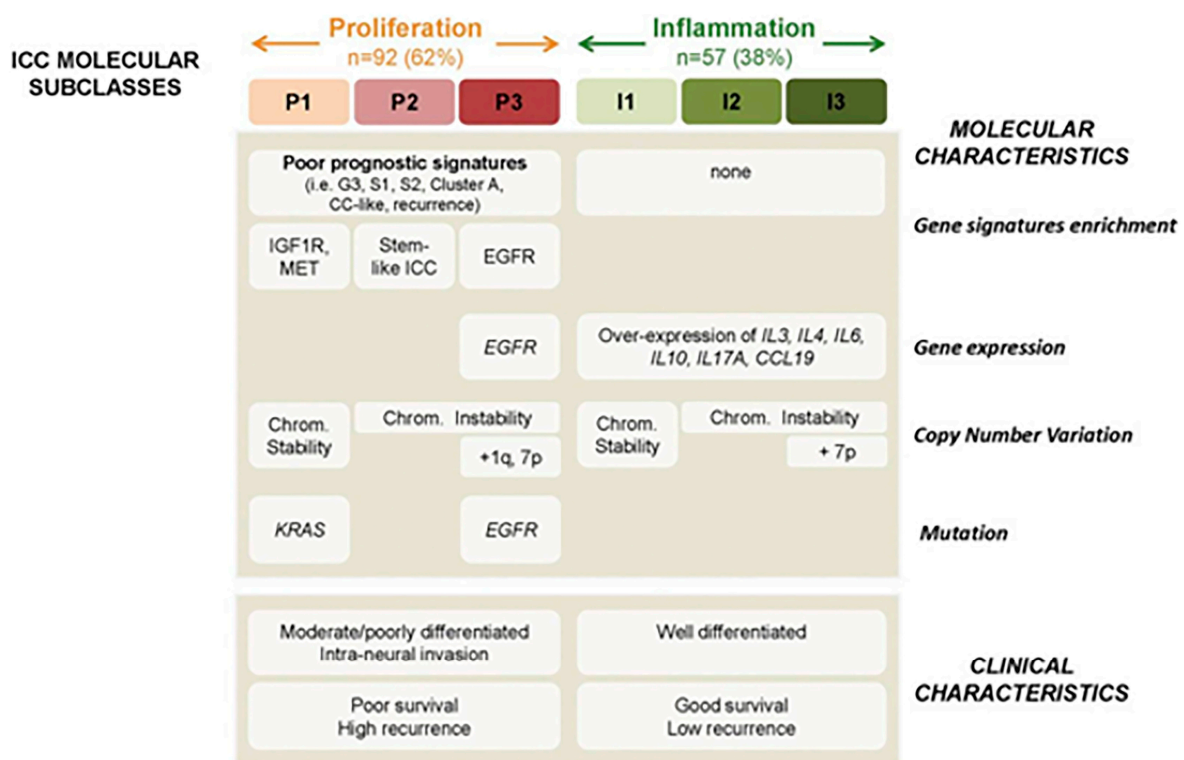 Proliferation
n=92 (62%)
Inflammation
n=57 (38%)
ICC MOLECULAR
SUBCLASSES
P1
P2
P3
I1
I2
I3
MOLECULAR
CHARACTERISTICS
Poor prognostic signatures
(i.e. G3, S1, S2, Cluster A,
CC-like, recurrence)
none
Gene signatures enrichment
IGF1R,
MET
Stem-
like ICC
EGFR
EGFR
Over-expression of IL3, IL4, IL6,
IL10, IL17A, CCL19
Gene expression
Chrom.
Stability
Chrom. Instability
+1q, 7p
Chrom.
Stability
Chrom. Instability
+ 7p
Copy Number Variation
KRAS
EGFR
Mutation
Moderate/poorly differentiated
Intra-neural invasion
Well differentiated
CLINICAL
CHARACTERISTICS
Poor survival
High recurrence
Good survival
Low recurrence